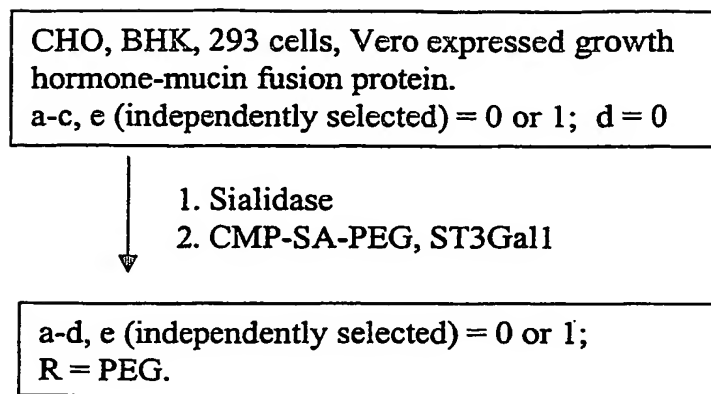 CHO, BHK, 293 cells, Vero expressed growth
hormone-mucin fusion protein.
a-c, e (independently selected) = 0 or 1;  d = 0
1. Sialidase
2. CMP-SA-PEG, ST3Gal1
a-d, e (independently selected) = 0 or 1;
R = PEG.